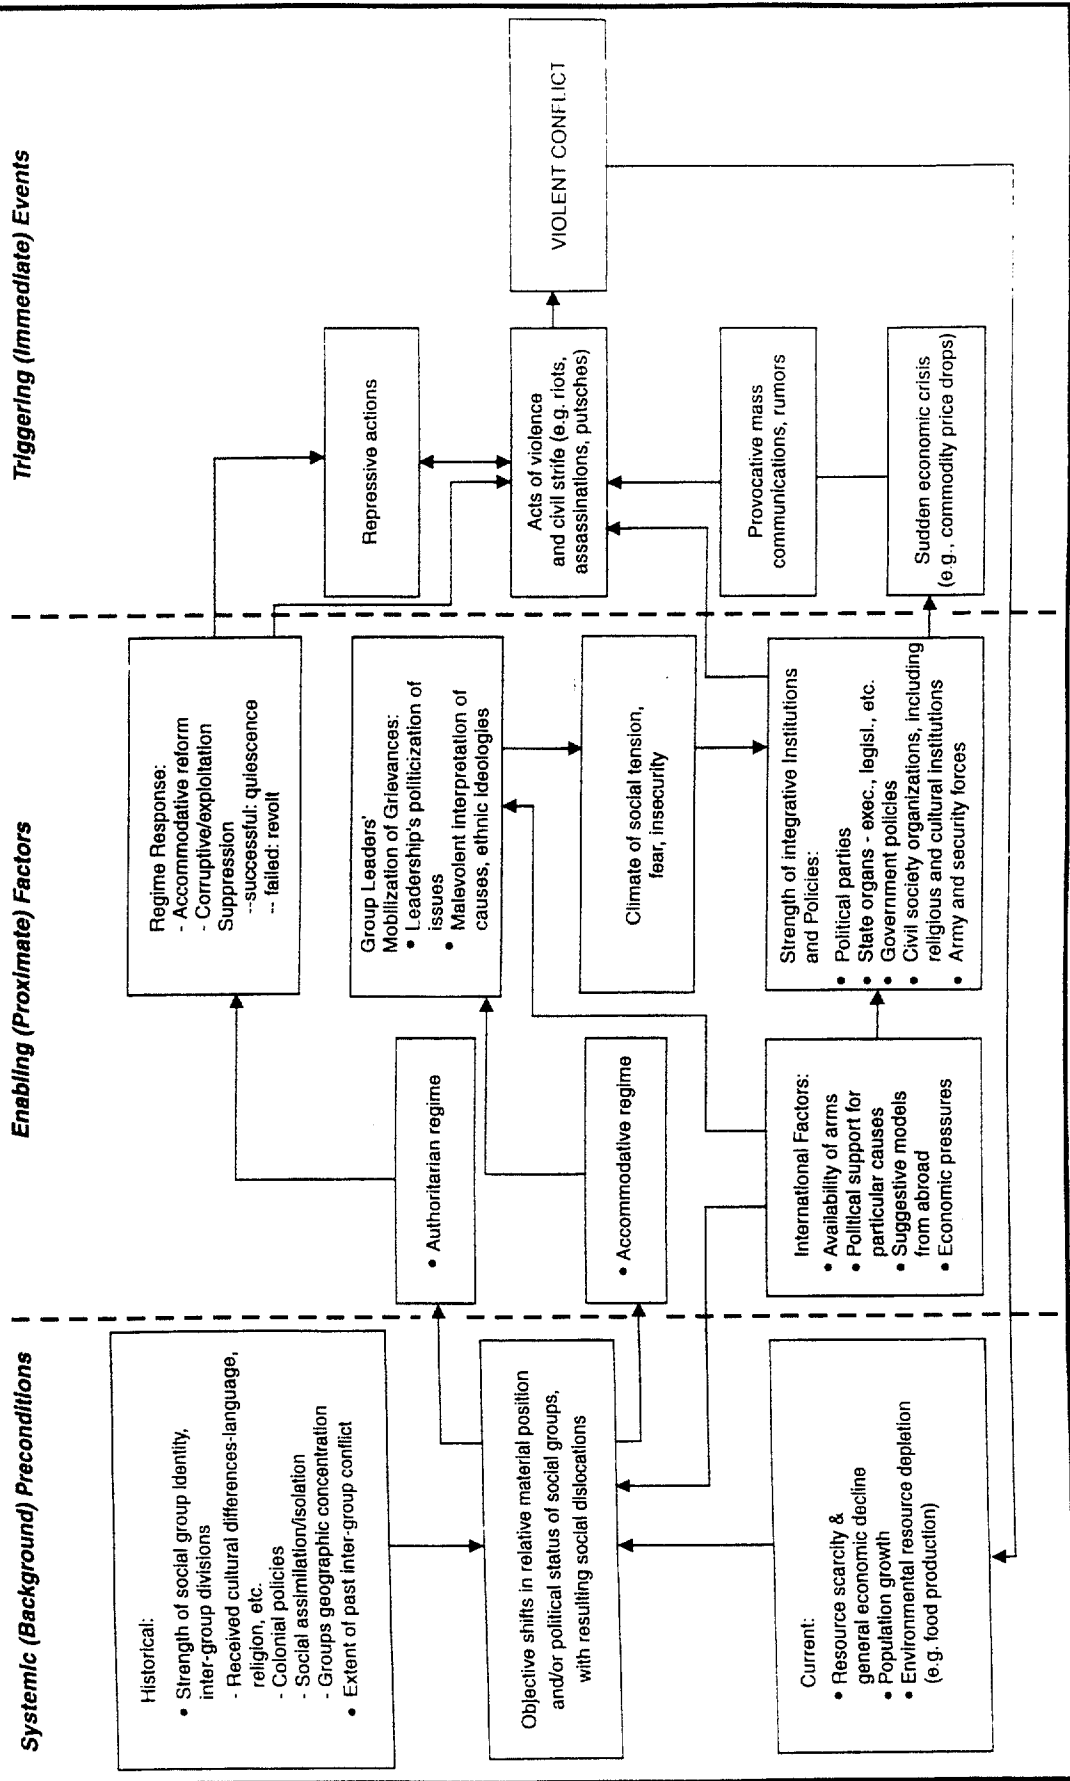 Systemic (Background) Preconditions
Historical:
• Strength of social group Identity,
inter-group divisions
- Received cultural differences-language,
religion, etc.
- Colonial policies
- Social assimilation/isolation
- Groups geographic concentration
• Extent of past inter-group conflict
Objective shifts in relative material position
and/or political status of social groups,
with resulting social dislocations
Current:
• Resource scarcity &
general economic decline
• Population growth
• Environmental resource depletion
(e.g. food production)
Enabling (Proximate) Factors
• Authoritarian regime
• Accommodative regime
International Factors:
• Availability of arms
• Political support for
particular causes
• Suggestive models
from abroad
• Economic pressures
Regime Response:
- Accommodative reform
- Corruptive/exploitation
Suppression
--successful: quiescence
-- failed: revolt
Group Leaders'
Mobilization of Grievances:
• Leadership's politicization of
issues
• Malevolent interpretation of
causes, ethnic ideologies
Climate of social tension,
fear, insecurity
Strength of integrative Institutions
and Policies:
• Political parties
• State organs - exec., legisl., etc.
• Government policies
• Civil society organizations, including
religious and cultural institutions
• Army and security forces
Triggering (Immediate) Events
Repressive actions
Acts of violence
and civil strife (e.g. riots,
assassinations, putsches)
Provocative mass
communications, rumors
Sudden economic crisis
(e.g., commodity price drops)
VIOLENT CONFLICT